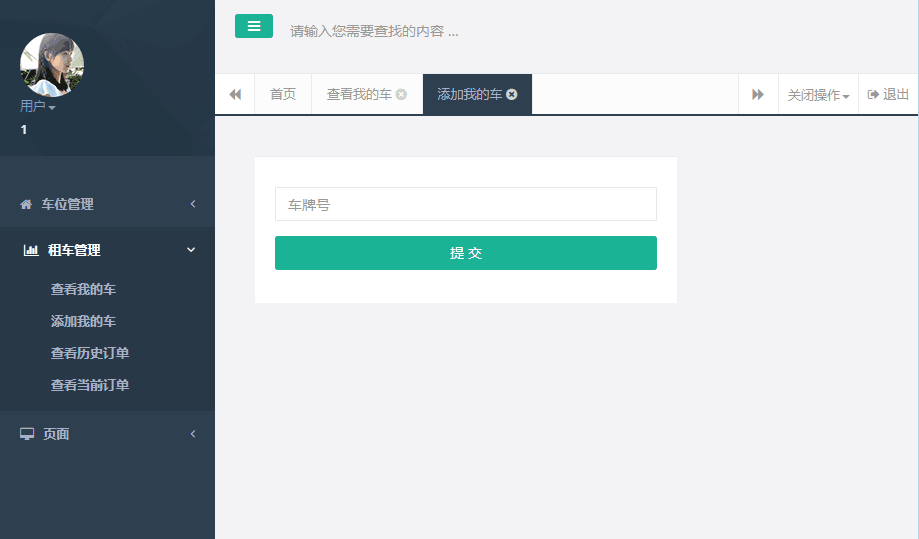 用户
1
车位管理
租车管理
查看我的车
添加我的车
查看历史订单
查看当前订单
页面
请输入您需要查找的内容 ...
首页
查看我的车
添加我的车
关闭操作
退出
车牌号
提 交